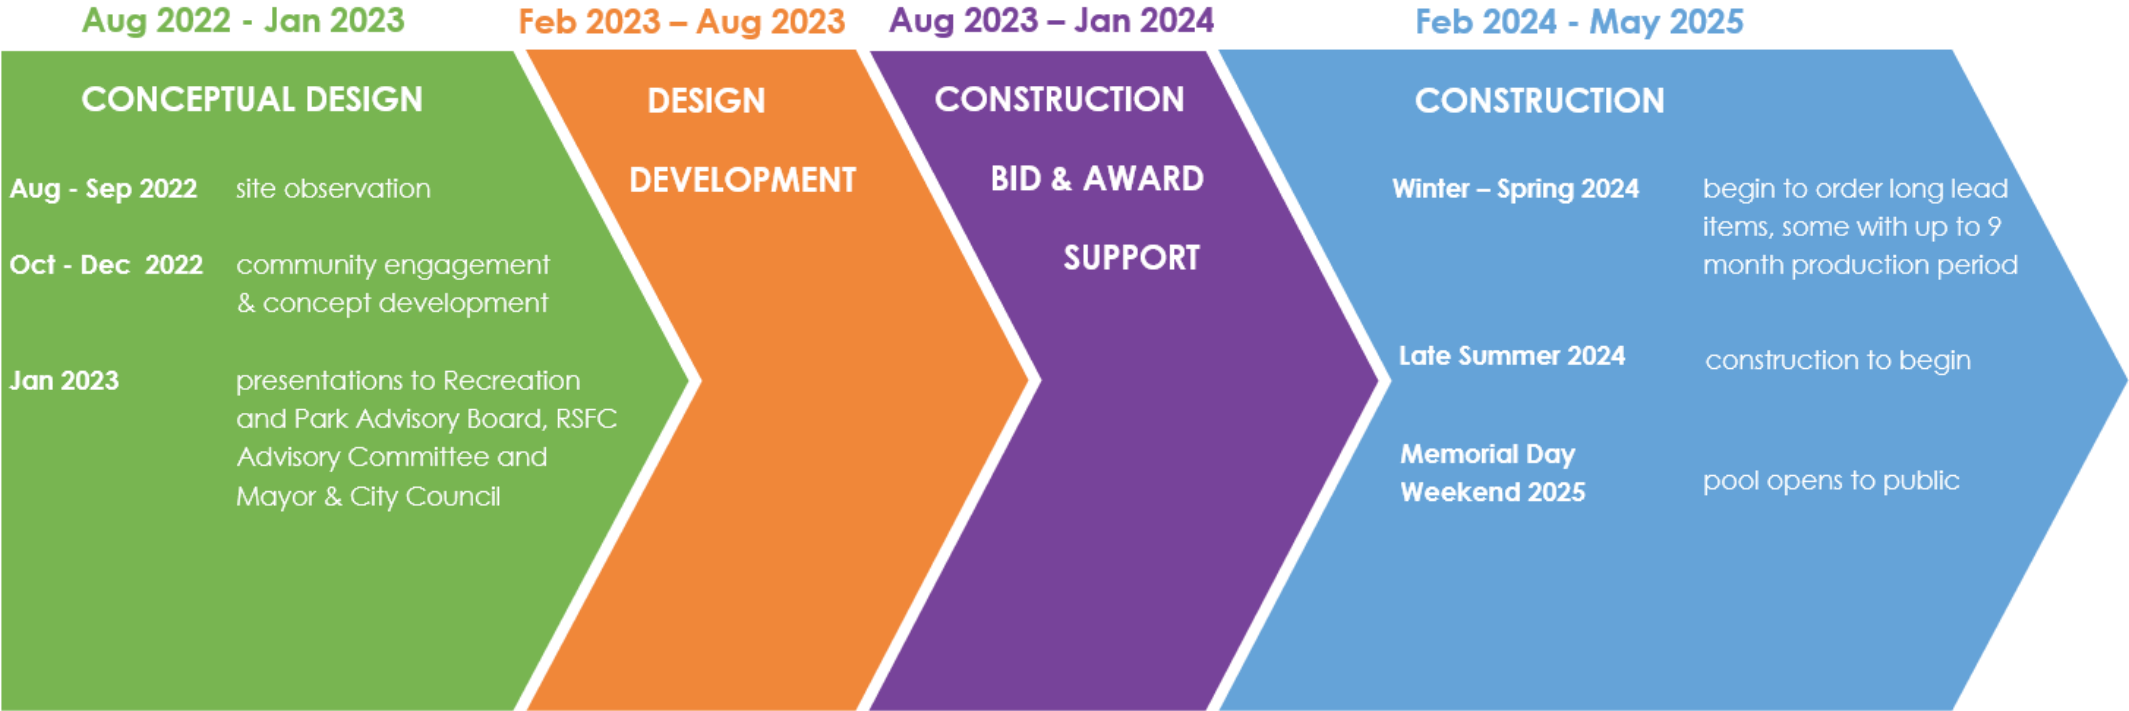 Aug 2022 - Jan 2023
CONCEPTUAL DESIGN
Aug - Sep 2022 site observation
Oct - Dec 2022 community engagement
& concept development
Jan 2023 presentations to Recreation
and Park Advisory Board, RSFC
Advisory Committee and
Mayor & City Council
Feb 2023 – Aug 2023
DESIGN
DEVELOPMENT
Aug 2023 – Jan 2024
CONSTRUCTION
BID & AWARD
SUPPORT
Feb 2024 - May 2025
CONSTRUCTION
Winter – Spring 2024 begin to order long lead
items, some with up to 9
month production period
Late Summer 2024 construction to begin
Memorial Day
Weekend 2025 pool opens to public